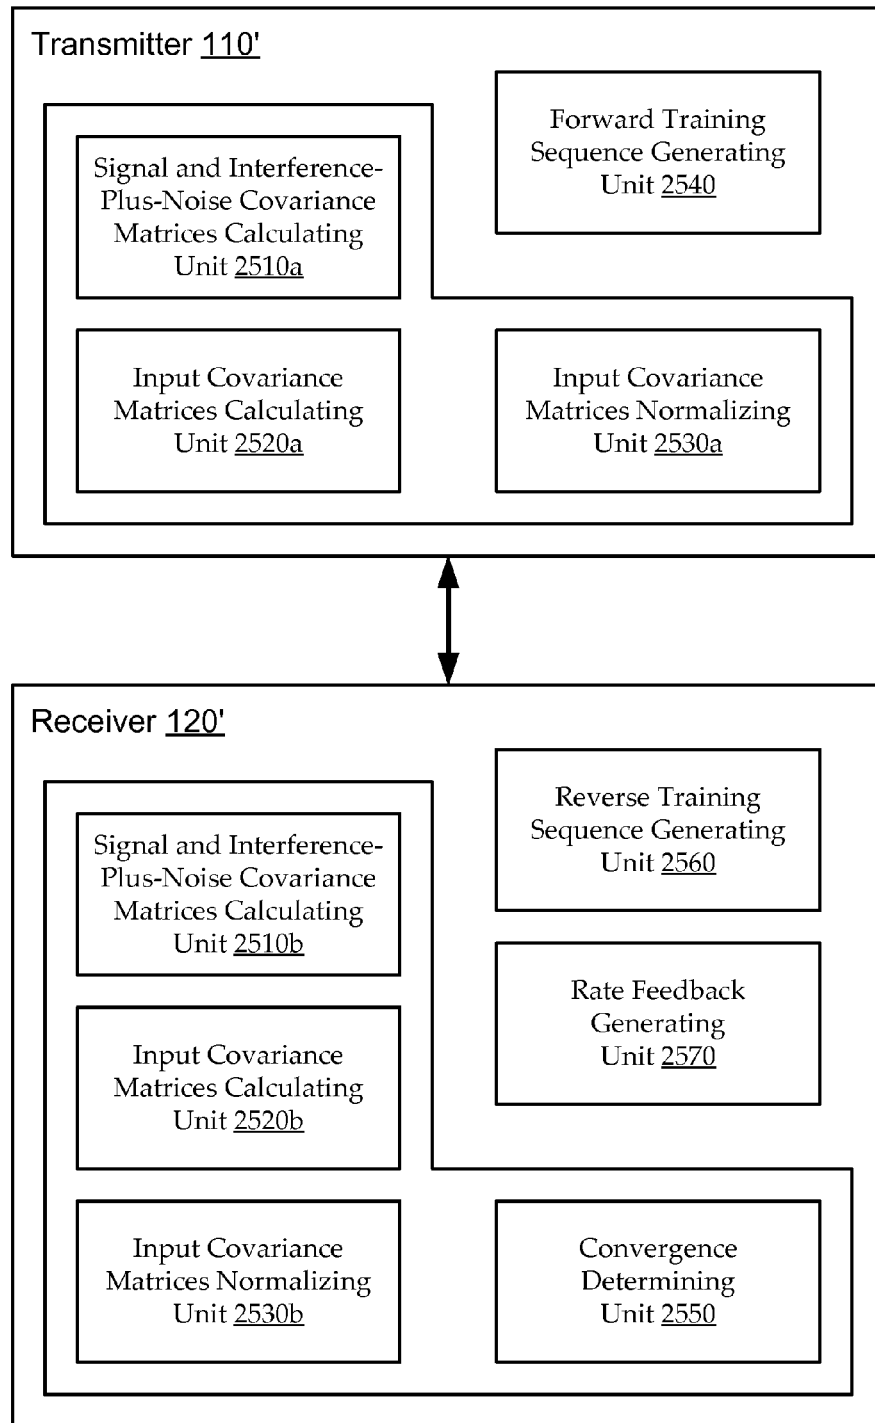 Transmitter 110'
Signal and Interference-
Plus-Noise Covariance
Matrices Calculating
Unit 2510a
Forward Training
Sequence Generating
Unit 2540
Input Covariance
Matrices Calculating
Unit 2520a
Input Covariance
Matrices Normalizing
Unit 2530a
Receiver 120'
Signal and Interference-
Plus-Noise Covariance
Matrices Calculating
Unit 2510b
Reverse Training
Sequence Generating
Unit 2560
Rate Feedback
Generating
Unit 2570
Input Covariance
Matrices Calculating
Unit 2520b
Input Covariance
Matrices Normalizing
Unit 2530b
Convergence
Determining
Unit 2550